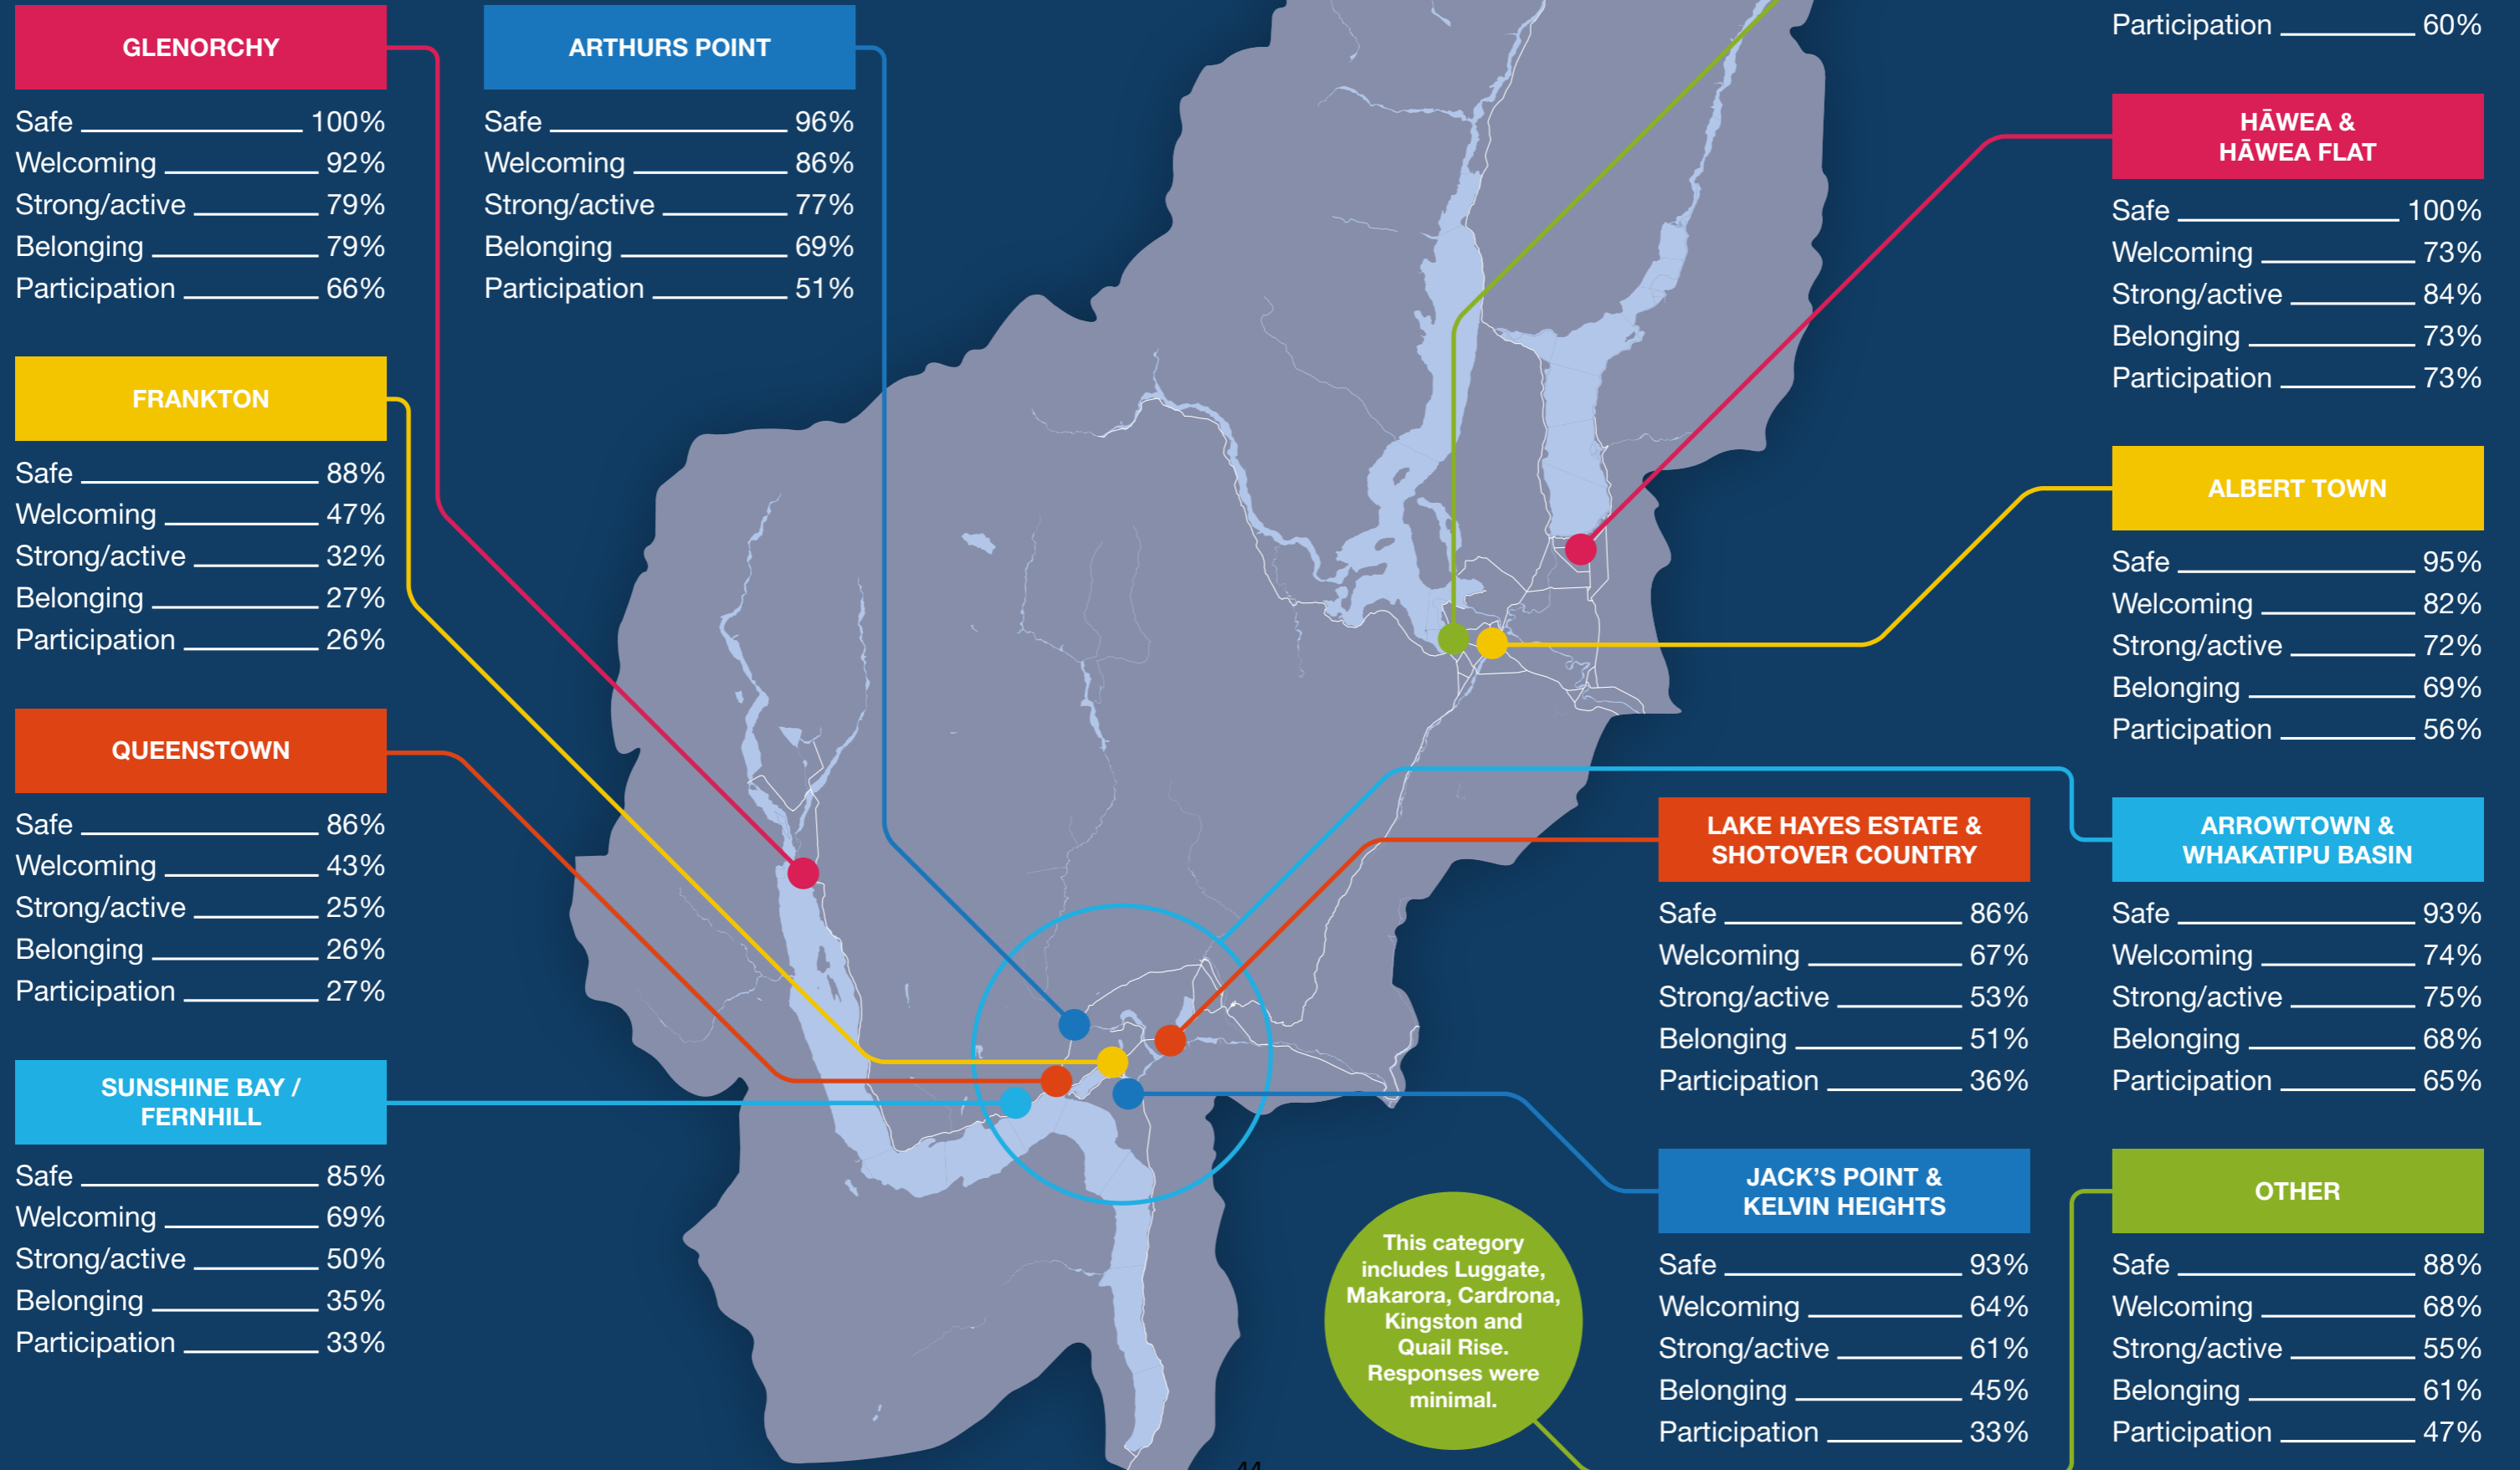 GLENORCHY
Safe 100%
Welcoming 92%
Strong/active 79%
Belonging 79%
Participation 66%
ARTHURS POINT
Safe 96%
Welcoming 86%
Strong/active 77%
Belonging 69%
Participation 51%
FRANKTON
Safe 88%
Welcoming 47%
Strong/active 32%
Belonging 27%
Participation 26%
QUEENSTOWN
Safe 86%
Welcoming 43%
Strong/active 25%
Belonging 26%
Participation 27%
SUNSHINE BAY /
FERNHILL
Safe 85%
Welcoming 69%
Strong/active 50%
Belonging 35%
Participation 33%
Participation 60%
HĀWEA &
HĀWEA FLAT
Safe 100%
Welcoming 73%
Strong/active 84%
Belonging 73%
Participation 73%
ALBERT TOWN
Safe 95%
Welcoming 82%
Strong/active 72%
Belonging 69%
Participation 56%
LAKE HAYES ESTATE &
SHOTOVER COUNTRY
Safe 86%
Welcoming 67%
Strong/active 53%
Belonging 51%
Participation 36%
ARROWTOWN &
WHAKATIPU BASIN
Safe 93%
Welcoming 74%
Strong/active 75%
Belonging 68%
Participation 65%
This category
includes Luggate,
Makarora, Cardrona,
Kingston and
Quail Rise.
Responses were
minimal.
JACK'S POINT &
KELVIN HEIGHTS
Safe 93%
Welcoming 64%
Strong/active 61%
Belonging 45%
Participation 33%
OTHER
Safe 88%
Welcoming 68%
Strong/active 55%
Belonging 61%
Participation 47%